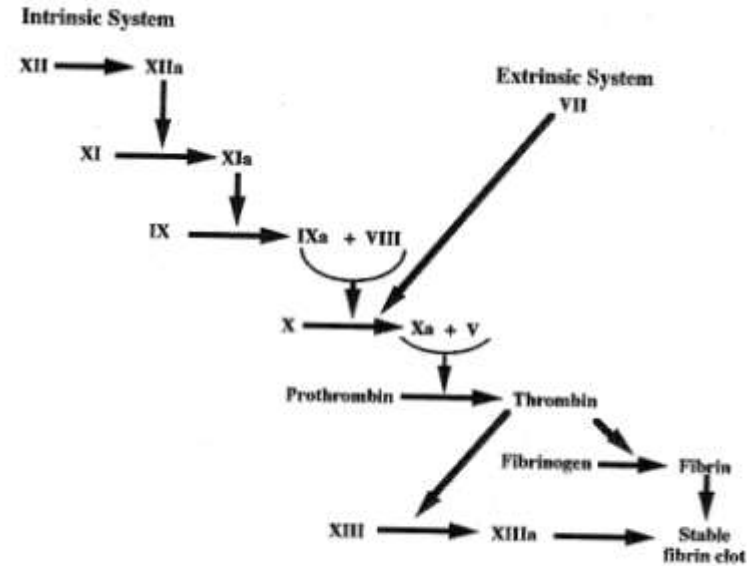 Intrinsic System
XII XIIa
Extrinsic System
VII
XI XIa
IX IXa + VIII
X Xa + V
Prothrombin Thrombin
Fibrinogen Fibrin
XIII XIIIa Stable
fibrin clot